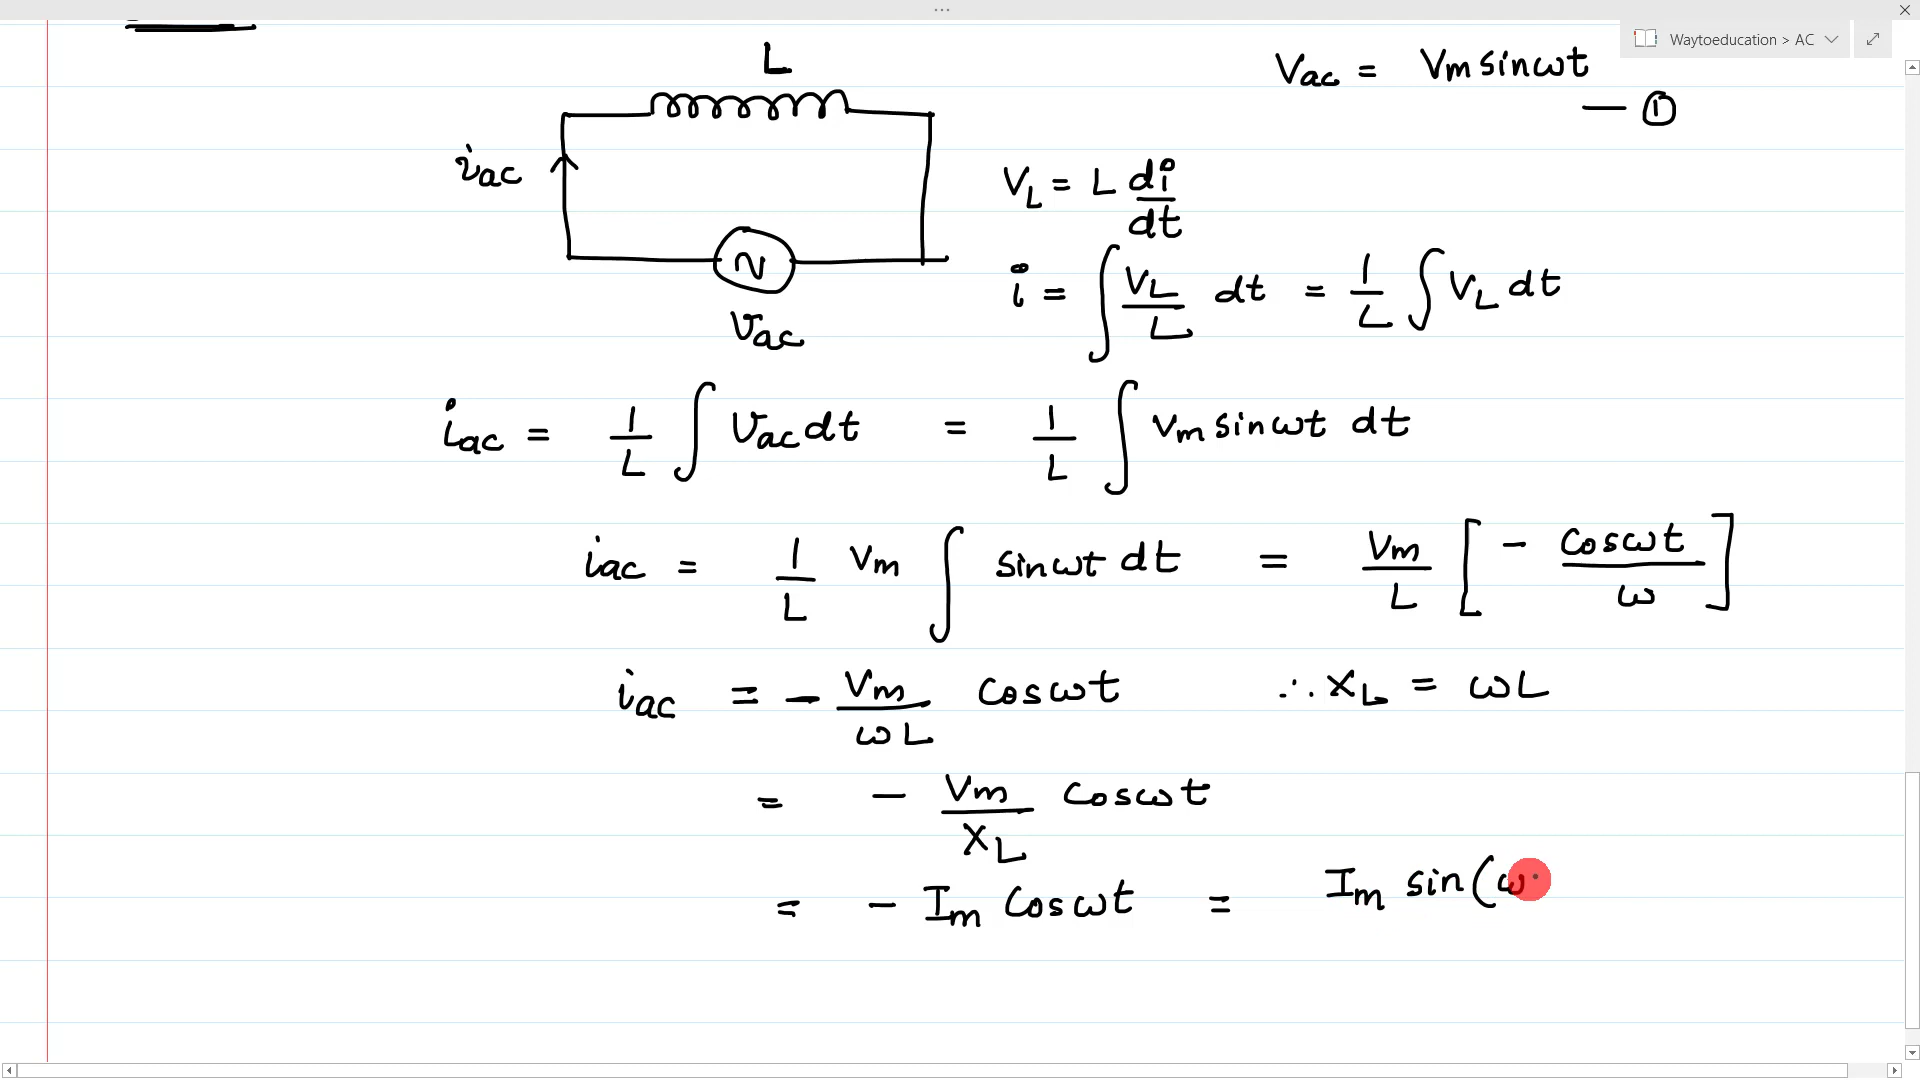 Waytoeducation > AC
L
Vac = Vm sinωt
— ①
iac
VL = L di/dt
i = ∫ VL/L dt = 1/L ∫ VL dt
Vac
iac = 1/L ∫ Vac dt = 1/L ∫ Vm sinωt dt
iac = 1/L Vm ∫ sinωt dt = Vm/L [ - cosωt/ω ]
iac = - Vm/ωL cosωt ∴ XL = ωL
= - Vm/XL cosωt
= - Im cosωt = Im sin(ω